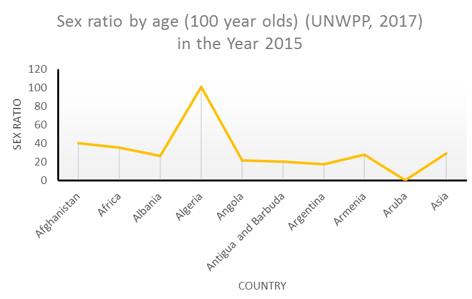 Sex ratio by age (100 year olds) (UNWPP, 2017)
in the Year 2015
120
100
80
60
40
20
0
SEX RATIO
Afghanistan
Africa
Albania
Algeria
Angola
Antigua and Barbuda
Argentina
Armenia
Aruba
Asia
COUNTRY